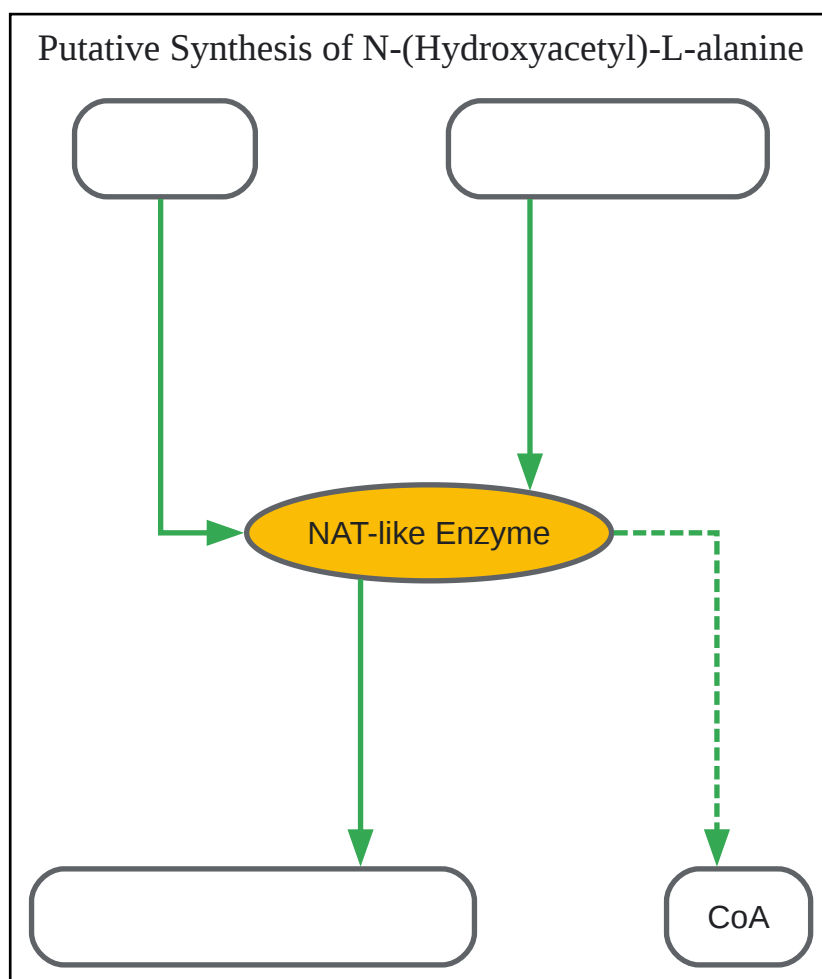 Putative Synthesis of N-(Hydroxyacetyl)-L-alanine
NAT-like Enzyme
CoA